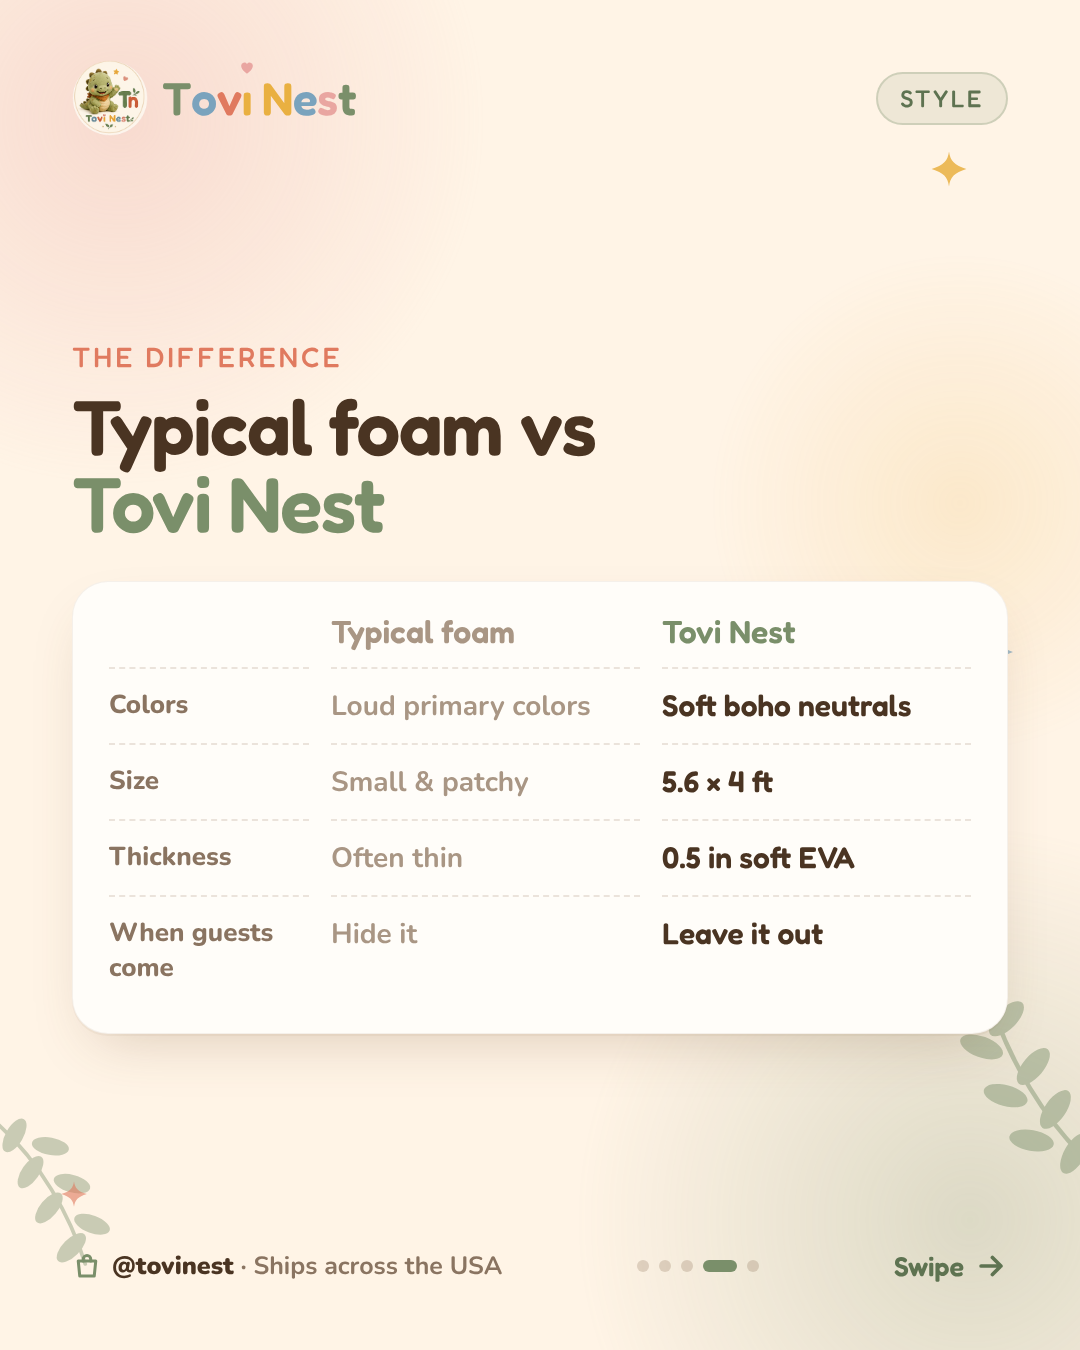 Tn
Tovi Nest
Tovi Nest
STYLE
THE DIFFERENCE
Typical foam vs
Tovi Nest
Typical foam Tovi Nest
Colors Loud primary colors Soft boho neutrals
Size Small & patchy 5.6 × 4 ft
Thickness Often thin 0.5 in soft EVA
When guests come Hide it Leave it out
@tovinest · Ships across the USA
Swipe →